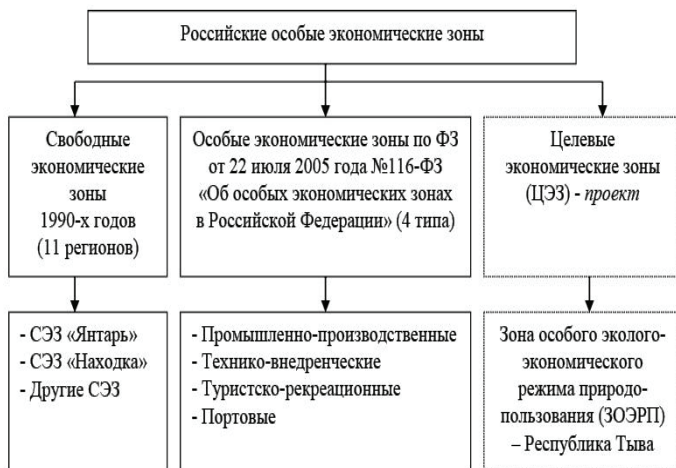 Российские особые экономические зоны
Свободные
экономические
зоны
1990-х годов
(11 регионов)
Особые экономические зоны по ФЗ
от 22 июля 2005 года №116-ФЗ
«Об особых экономических зонах
в Российской Федерации» (4 типа)
Целевые
экономические зоны
(ЦЭЗ) - проект
- СЭЗ «Янтарь»
- СЭЗ «Находка»
- Другие СЭЗ
- Промышленно-производственные
- Технико-внедренческие
- Туристско-рекреационные
- Портовые
Зона особого эколого-
экономического
режима природо-
пользования (ЗОЭРП)
– Республика Тыва